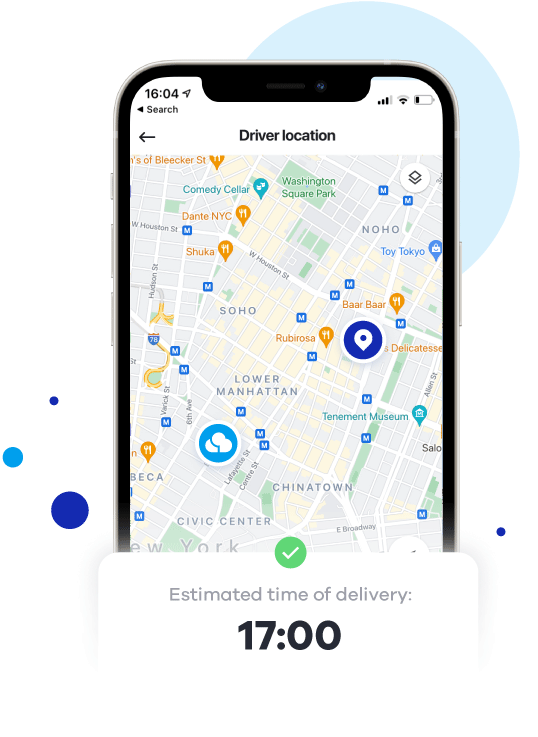 16:04
◀ Search
Driver location
n's of Bleecker St
Washington
Square Park
Comedy Cellar
Dante NYC
W Houston St
NOHO
Shuka
Toy Tokyo
W Houston St
Hudson St
Baar Baar
SOHO
Rubirosa
s Delicatesse
78
St
LOWER
MANHATTAN
Allen St
Varick St
6th Ave
Tenement Museum
n
Salo
Lafayette St
Centre St
BECA
CHINATOWN
CIVIC CENTER
E Broadway
ew York
Estimated time of delivery:
17:00